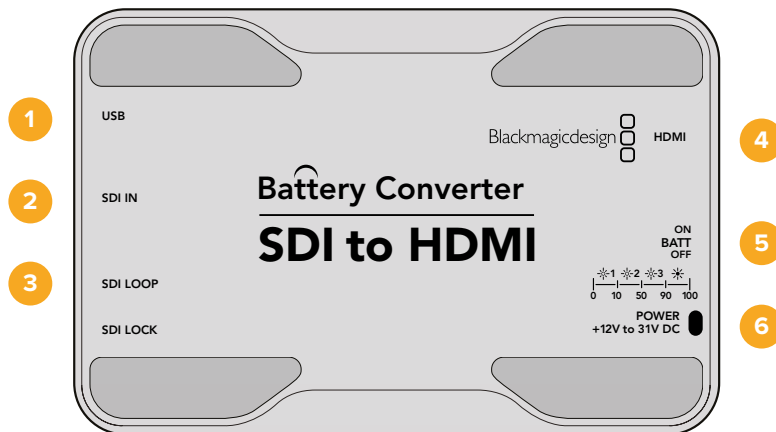 1
USB
2
SDI IN
3
SDI LOOP
SDI LOCK
Blackmagicdesign
HDMI
4
Battery Converter
SDI to HDMI
ON
BATT
OFF
5
1 2 3
0 10 50 90 100
POWER
+12V to 31V DC
6